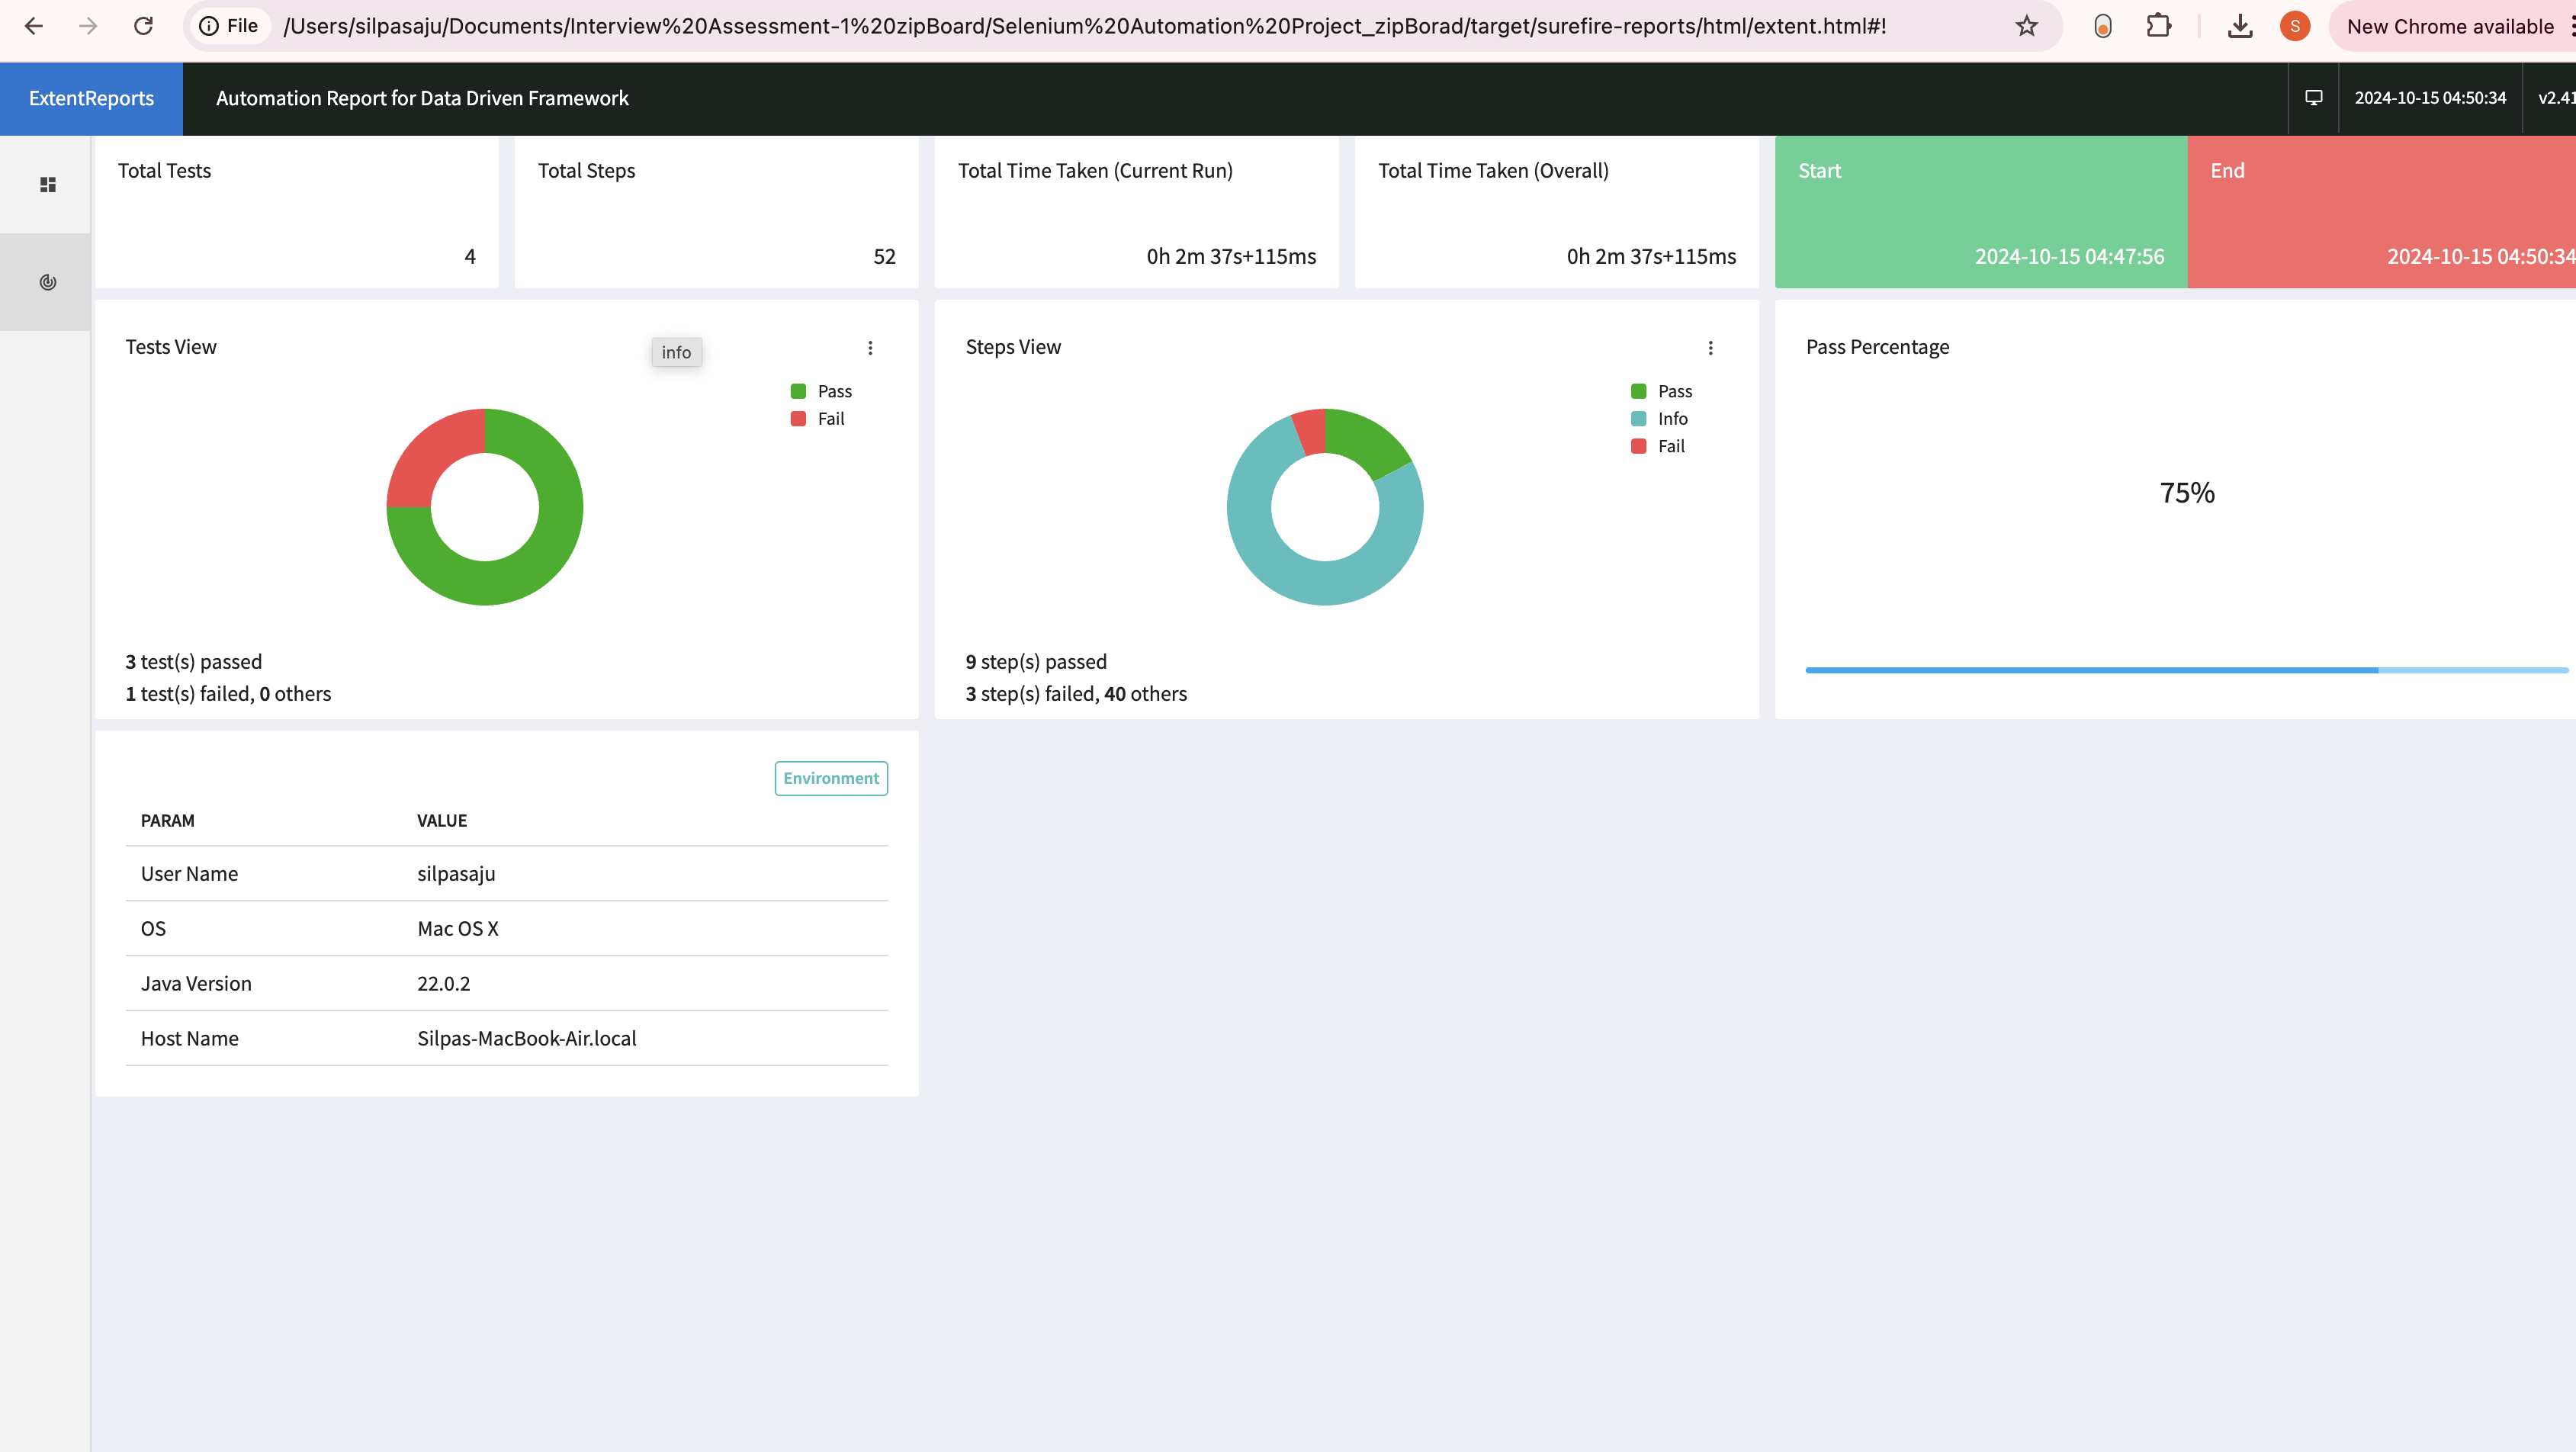 File /Users/silpasaju/Documents/Interview%20Assessment-1%20zipBoard/Selenium%20Automation%20Project_zipBorad/target/surefire-reports/html/extent.html#! S New Chrome available
ExtentReports Automation Report for Data Driven Framework 2024-10-15 04:50:34 v2.41
Total Tests
4
Total Steps
52
Total Time Taken (Current Run)
0h 2m 37s+115ms
Total Time Taken (Overall)
0h 2m 37s+115ms
Start
2024-10-15 04:47:56
End
2024-10-15 04:50:34
Tests View
info
Pass
Fail
3 test(s) passed
1 test(s) failed, 0 others
Steps View
Pass
Info
Fail
9 step(s) passed
3 step(s) failed, 40 others
Pass Percentage
75%
Environment
PARAM VALUE
User Name silpasaju
OS Mac OS X
Java Version 22.0.2
Host Name Silpas-MacBook-Air.local